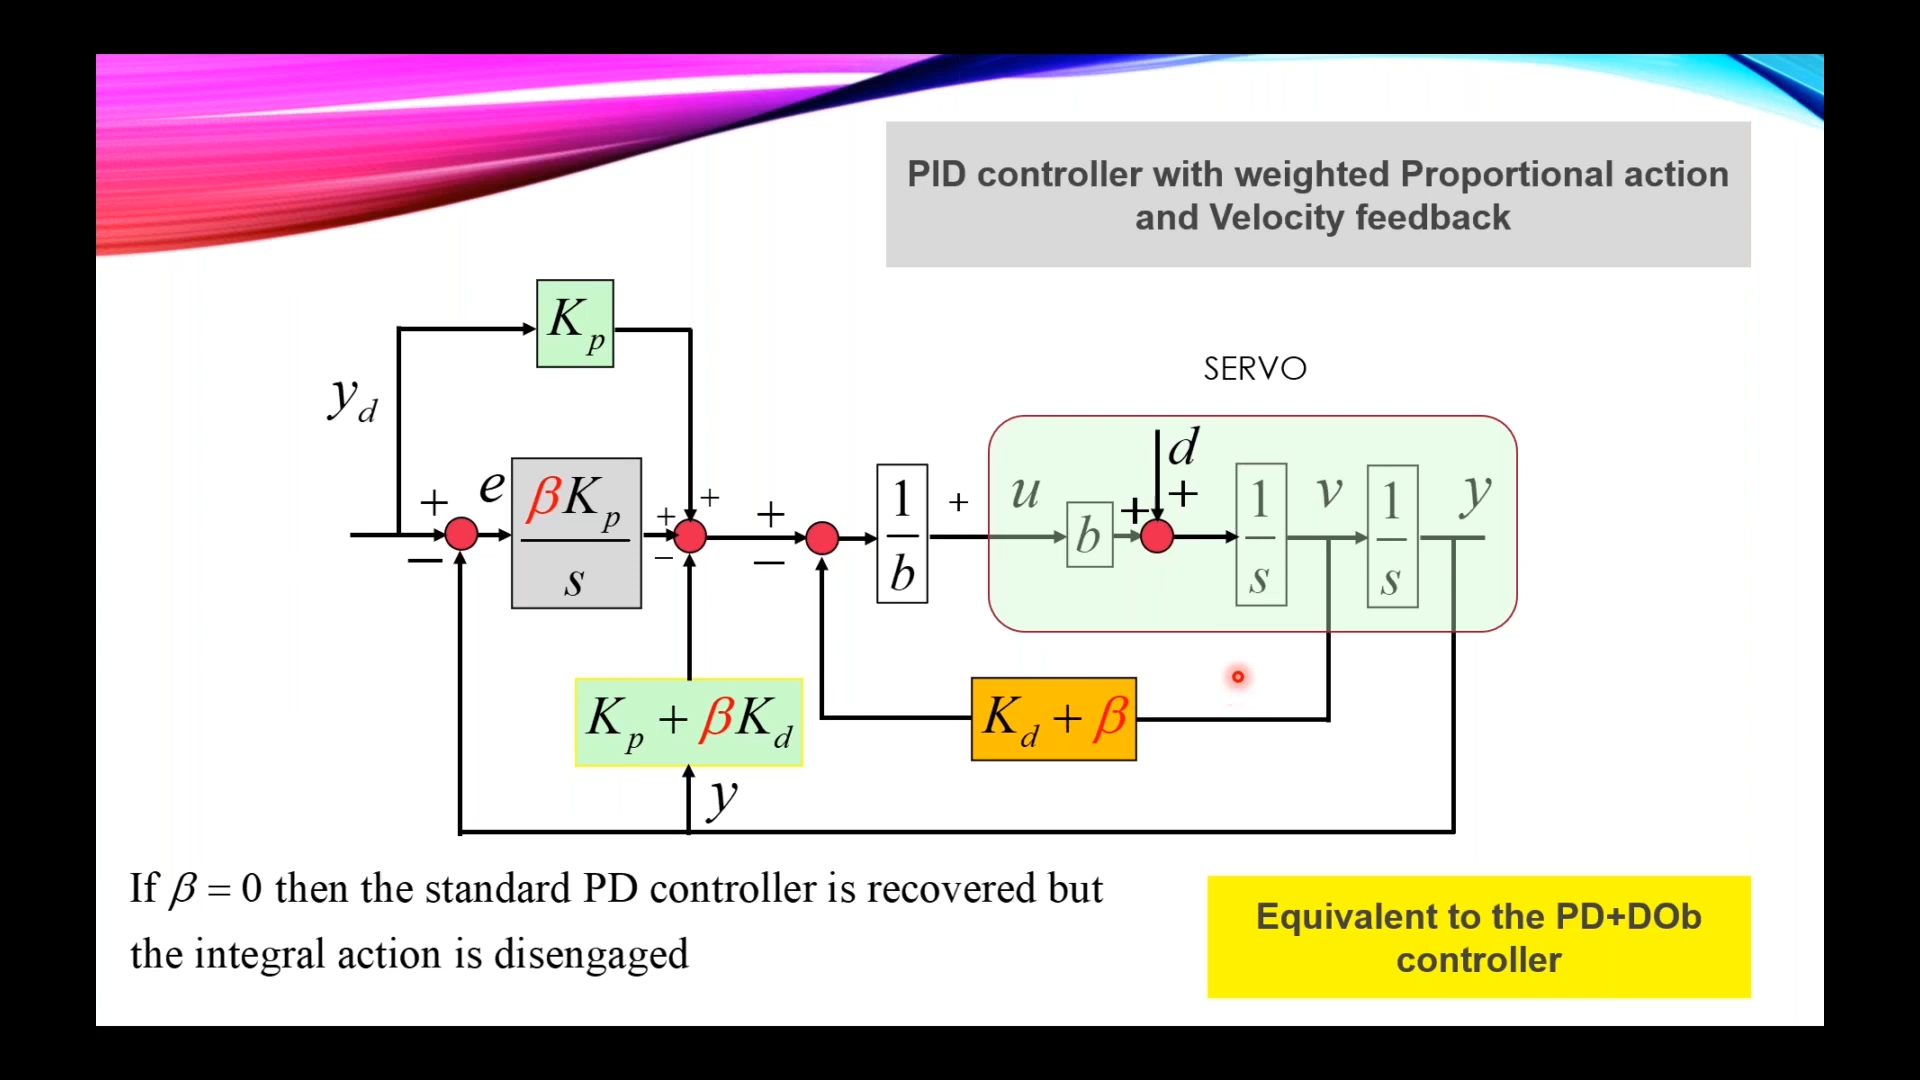 PID controller with weighted Proportional action
and Velocity feedback
K_p
y_d
SERVO
d
+ e βK_p / s + + + 1/b + u b + + 1/s v 1/s y
− − −
K_p + βK_d
K_d + β
y
If β = 0 then the standard PD controller is recovered but
the integral action is disengaged
Equivalent to the PD+DOb
controller